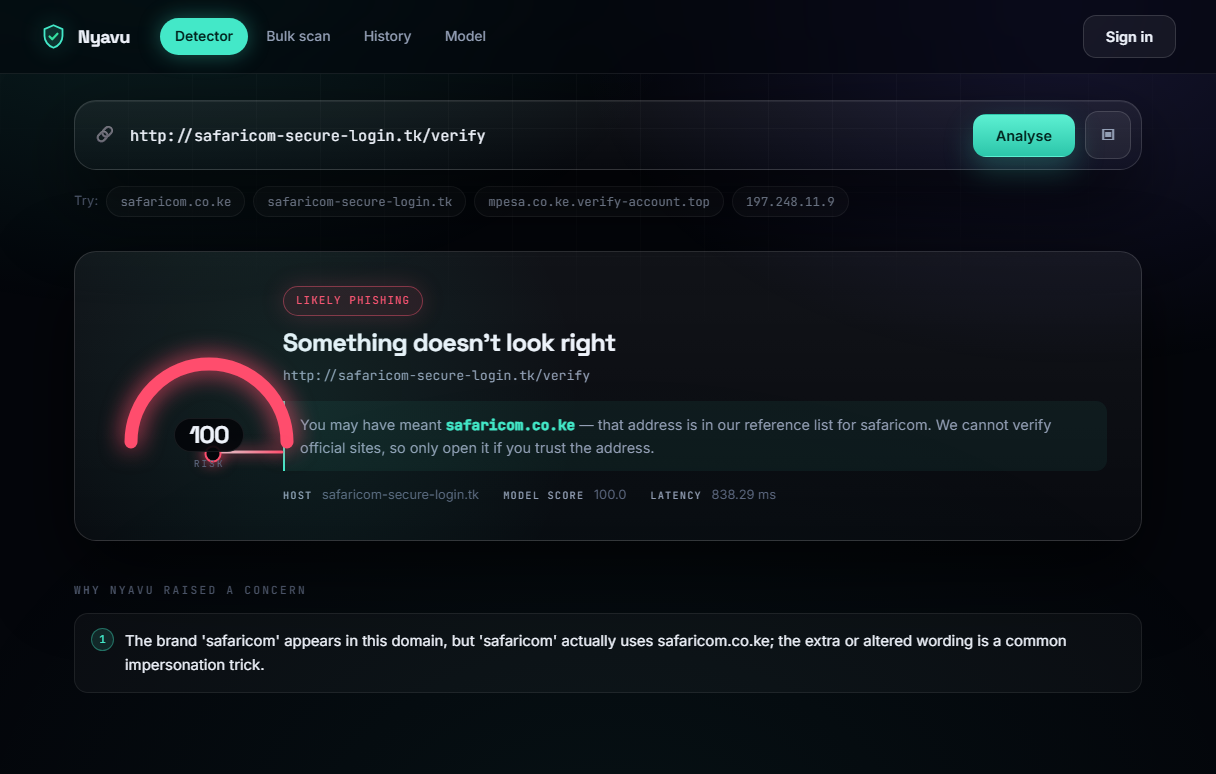 Nyavu
Detector
Bulk scan
History
Model
Sign in
http://safaricom-secure-login.tk/verify
Analyse
Try:
safaricom.co.ke
safaricom-secure-login.tk
mpesa.co.ke.verify-account.top
197.248.11.9
LIKELY PHISHING
Something doesn't look right
http://safaricom-secure-login.tk/verify
You may have meant safaricom.co.ke — that address is in our reference list for safaricom. We cannot verify
official sites, so only open it if you trust the address.
100
RISK
HOST safaricom-secure-login.tk MODEL SCORE 100.0 LATENCY 838.29 ms
WHY NYAVU RAISED A CONCERN
1
The brand 'safaricom' appears in this domain, but 'safaricom' actually uses safaricom.co.ke; the extra or altered wording is a common
impersonation trick.